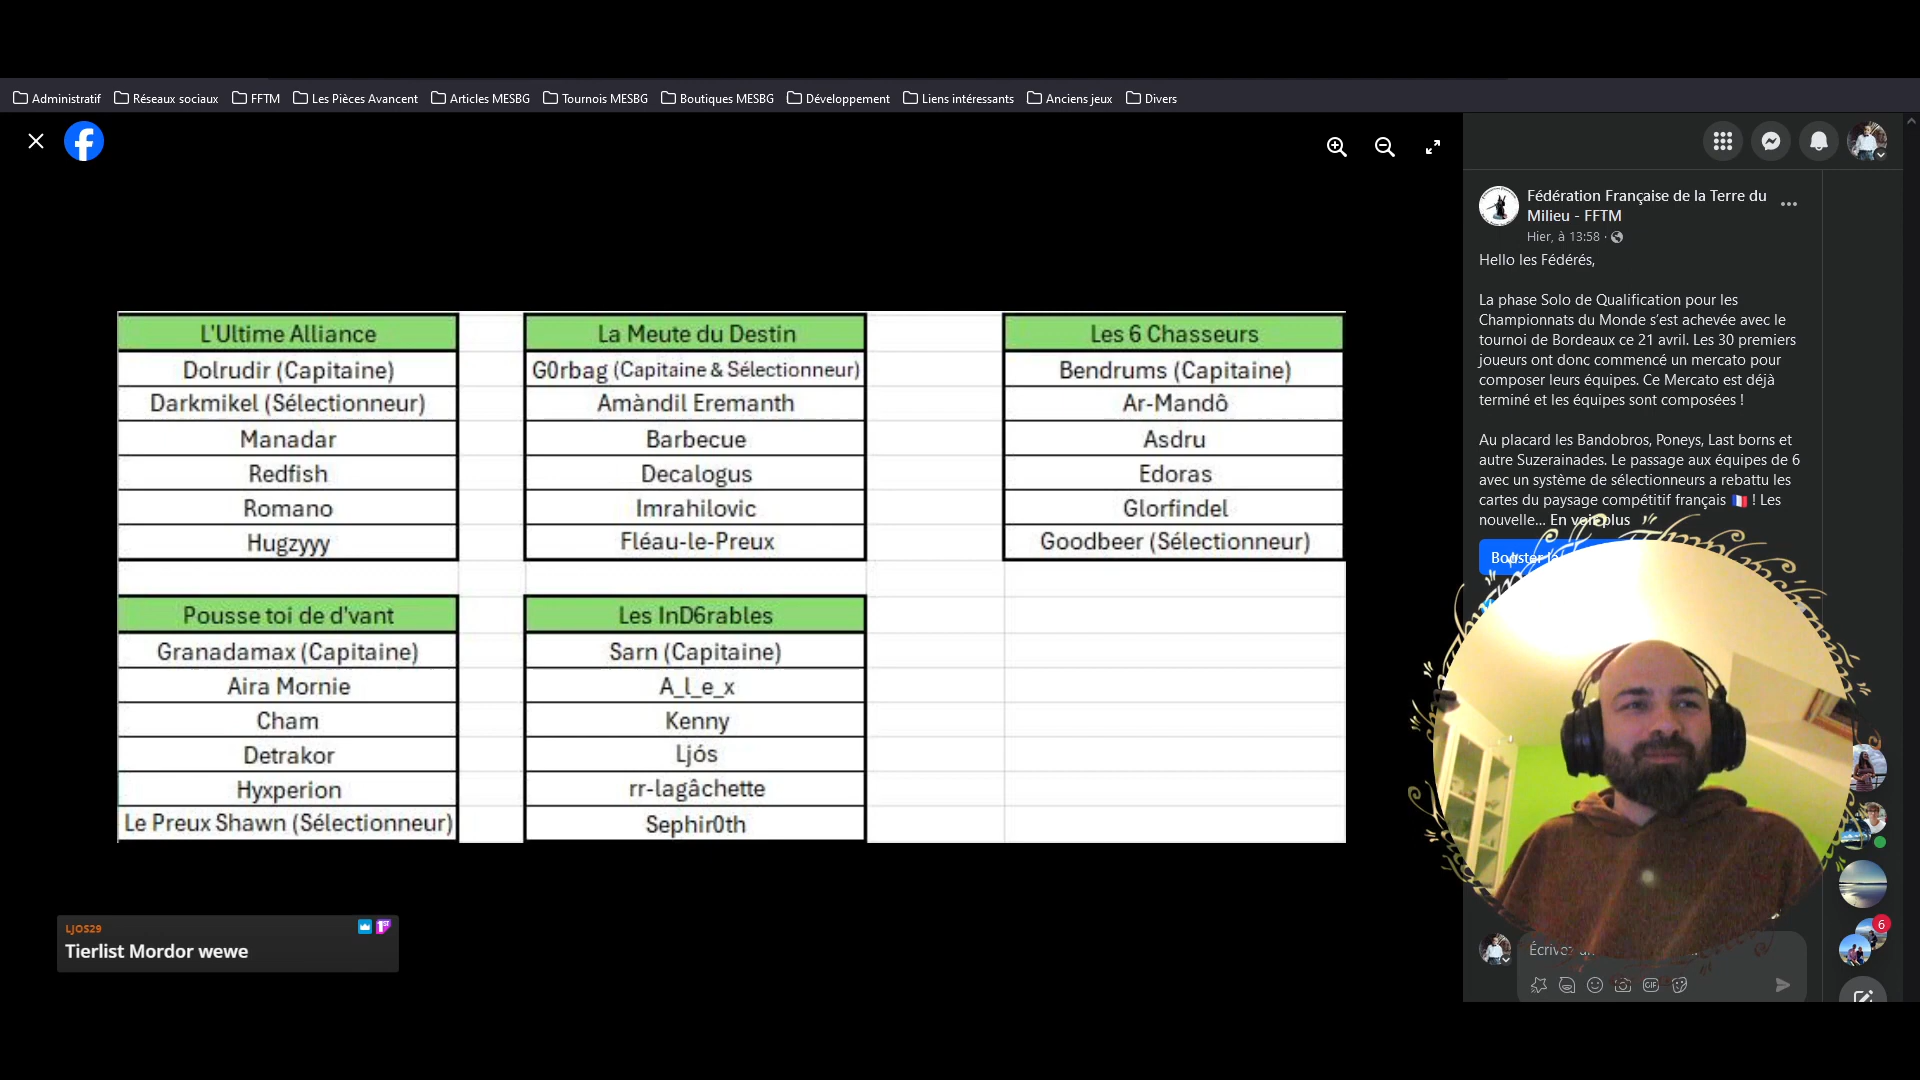 Administratif
Réseaux sociaux
FFTM
Les Pièces Avancent
Articles MESBG
Tournois MESBG
Boutiques MESBG
Développement
Liens intéressants
Anciens jeux
Divers
L'Ultime Alliance
Dolrudir (Capitaine)
Darkmikel (Sélectionneur)
Manadar
Redfish
Romano
Hugzyyy
La Meute du Destin
G0rbag (Capitaine & Sélectionneur)
Amàndil Eremanth
Barbecue
Decalogus
Imrahilovic
Fléau-le-Preux
Les 6 Chasseurs
Bendrums (Capitaine)
Ar-Mandô
Asdru
Edoras
Glorfindel
Goodbeer (Sélectionneur)
Pousse toi de d'vant
Granadamax (Capitaine)
Aira Mornie
Cham
Detrakor
Hyxperion
Le Preux Shawn (Sélectionneur)
Les InD6rables
Sarn (Capitaine)
A_l_e_x
Kenny
Ljós
rr-lagâchette
Sephir0th
LJOS29
1ST
Tierlist Mordor wewe
Fédération Française de la Terre du
Milieu - FFTM
Hier, à 13:58 ·
Hello les Fédérés,
La phase Solo de Qualification pour les
Championnats du Monde s’est achevée avec le
tournoi de Bordeaux ce 21 avril. Les 30 premiers
joueurs ont donc commencé un mercato pour
composer leurs équipes. Ce Mercato est déjà
terminé et les équipes sont composées !
Au placard les Bandobros, Poneys, Last borns et
autre Suzerainades. Le passage aux équipes de 6
avec un système de sélectionneurs a rebattu les
cartes du paysage compétitif français 🇫🇷 ! Les
nouvelle... En voir plus
Booster
Écrivez
GIF
6